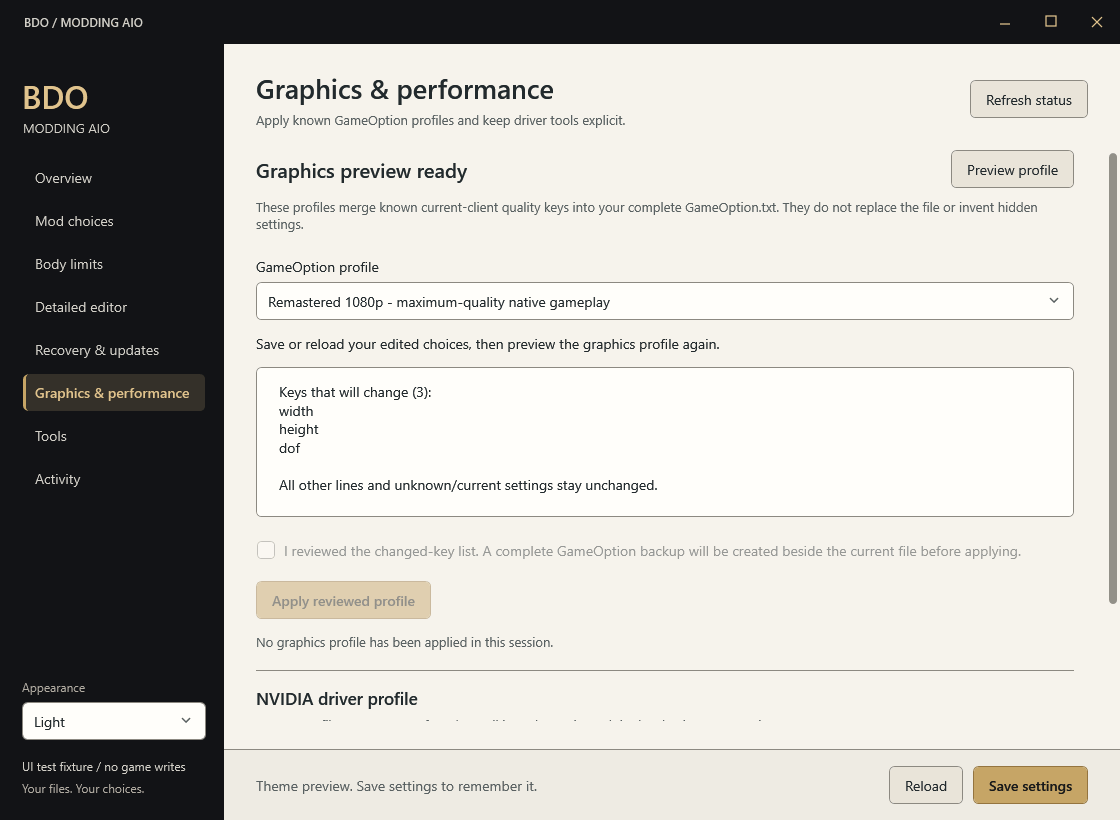 BDO / MODDING AIO
BDO
MODDING AIO
Overview
Mod choices
Body limits
Detailed editor
Recovery & updates
Graphics & performance
Tools
Activity
Appearance
Light
UI test fixture / no game writes
Your files. Your choices.
Graphics & performance
Apply known GameOption profiles and keep driver tools explicit.
Refresh status
Graphics preview ready
Preview profile
These profiles merge known current-client quality keys into your complete GameOption.txt. They do not replace the file or invent hidden
settings.
GameOption profile
Remastered 1080p - maximum-quality native gameplay
Save or reload your edited choices, then preview the graphics profile again.
Keys that will change (3):
width
height
dof
All other lines and unknown/current settings stay unchanged.
I reviewed the changed-key list. A complete GameOption backup will be created beside the current file before applying.
Apply reviewed profile
No graphics profile has been applied in this session.
NVIDIA driver profile
Theme preview. Save settings to remember it.
Reload
Save settings